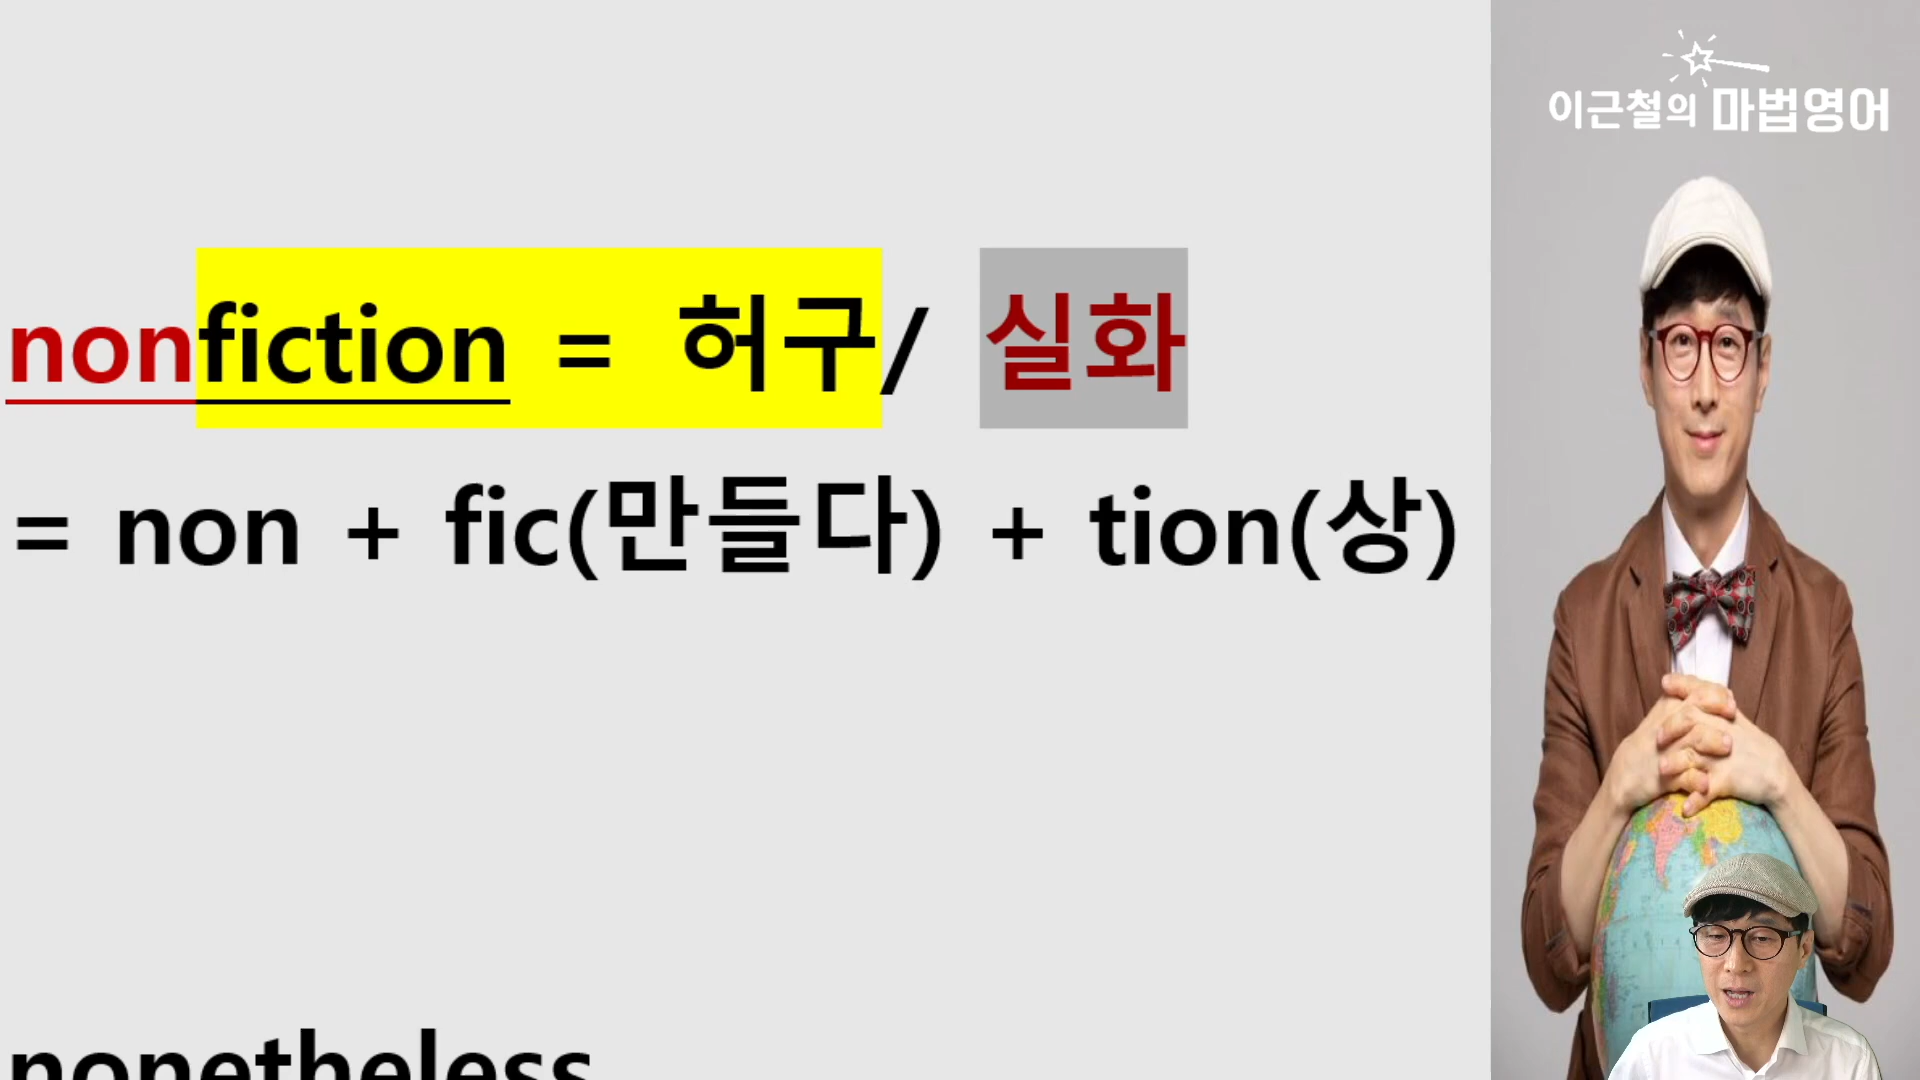 이근철의 마법영어
nonfiction = 허구/ 실화
= non + fic(만들다) + tion(상)
nonetheless